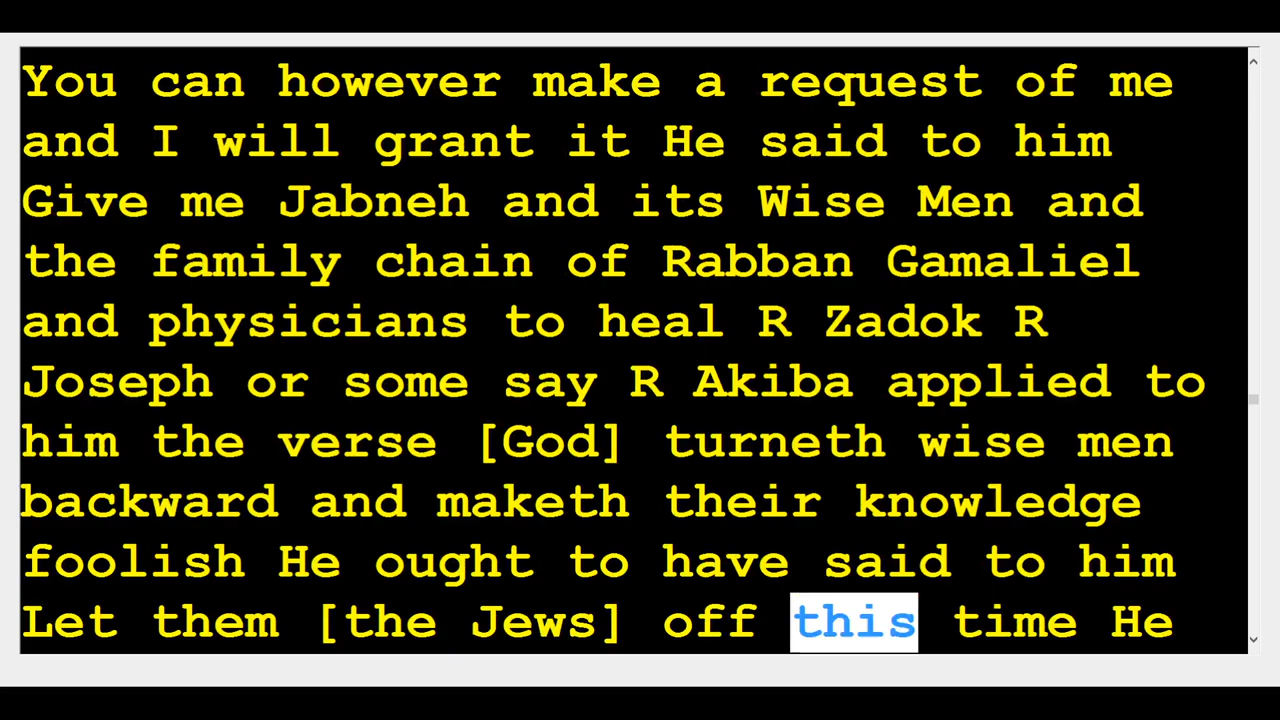 You can however make a request of me
and I will grant it He said to him
Give me Jabneh and its Wise Men and
the family chain of Rabban Gamaliel
and physicians to heal R Zadok R
Joseph or some say R Akiba applied to
him the verse [God] turneth wise men
backward and maketh their knowledge
foolish He ought to have said to him
Let them [the Jews] off this time He